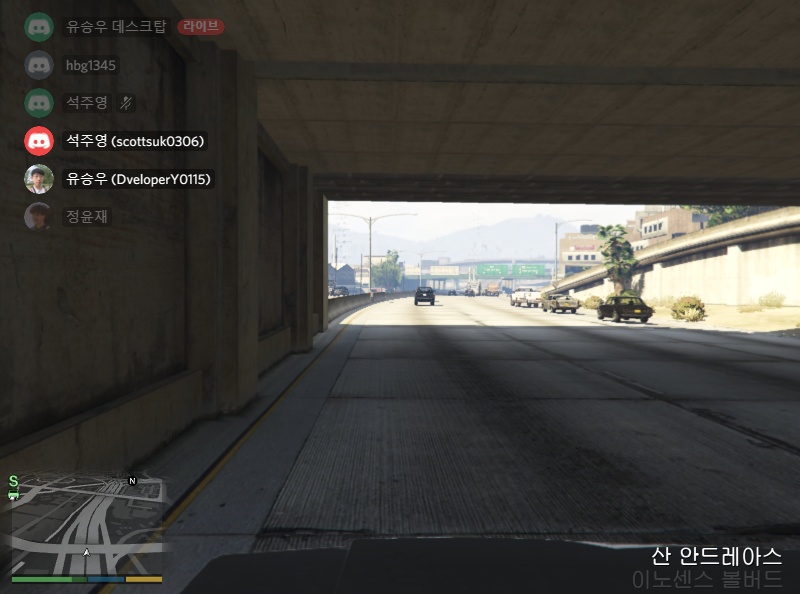 유승우 데스크탑 라이브
hbg1345
석주영
석주영 (scottsuk0306)
유승우 (DveloperY0115)
정윤재
S
N
산 안드레아스
이노센스 볼버드